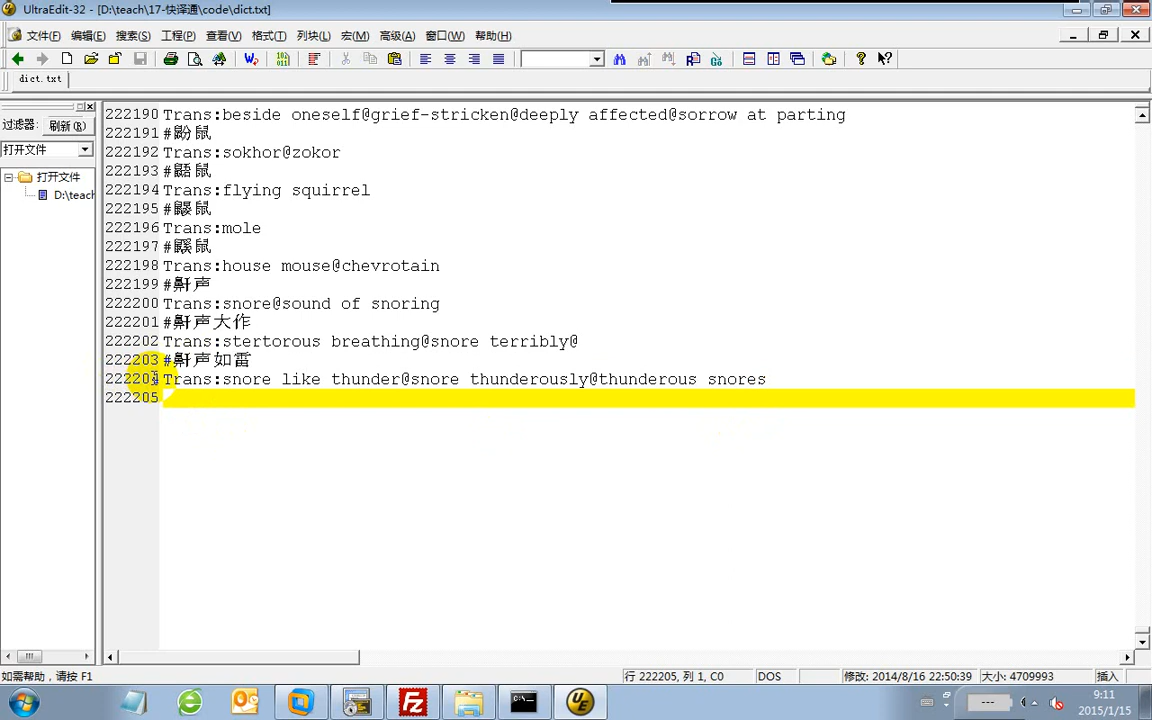 UltraEdit-32 - [D:\teach\17-快译通\code\dict.txt]
文件(F) 编辑(E) 搜索(S) 工程(P) 查看(V) 格式(T) 列块(L) 宏(M) 高级(A) 窗口(W) 帮助(H)
dict.txt
过滤器: 刷新(R)
打开文件
打开文件
D:\teach
222190 Trans:beside oneself@grief-stricken@deeply affected@sorrow at parting
222191 #鼢鼠
222192 Trans:sokhor@zokor
222193 #鼯鼠
222194 Trans:flying squirrel
222195 #鼹鼠
222196 Trans:mole
222197 #鼷鼠
222198 Trans:house mouse@chevrotain
222199 #鼾声
222200 Trans:snore@sound of snoring
222201 #鼾声大作
222202 Trans:stertorous breathing@snore terribly@
222203 #鼾声如雷
222204 Trans:snore like thunder@snore thunderously@thunderous snores
222205
如需帮助, 请按 F1
行 222205, 列 1, C0 DOS 修改: 2014/8/16 22:50:39 大小: 4709993 插入
9:11
2015/1/15